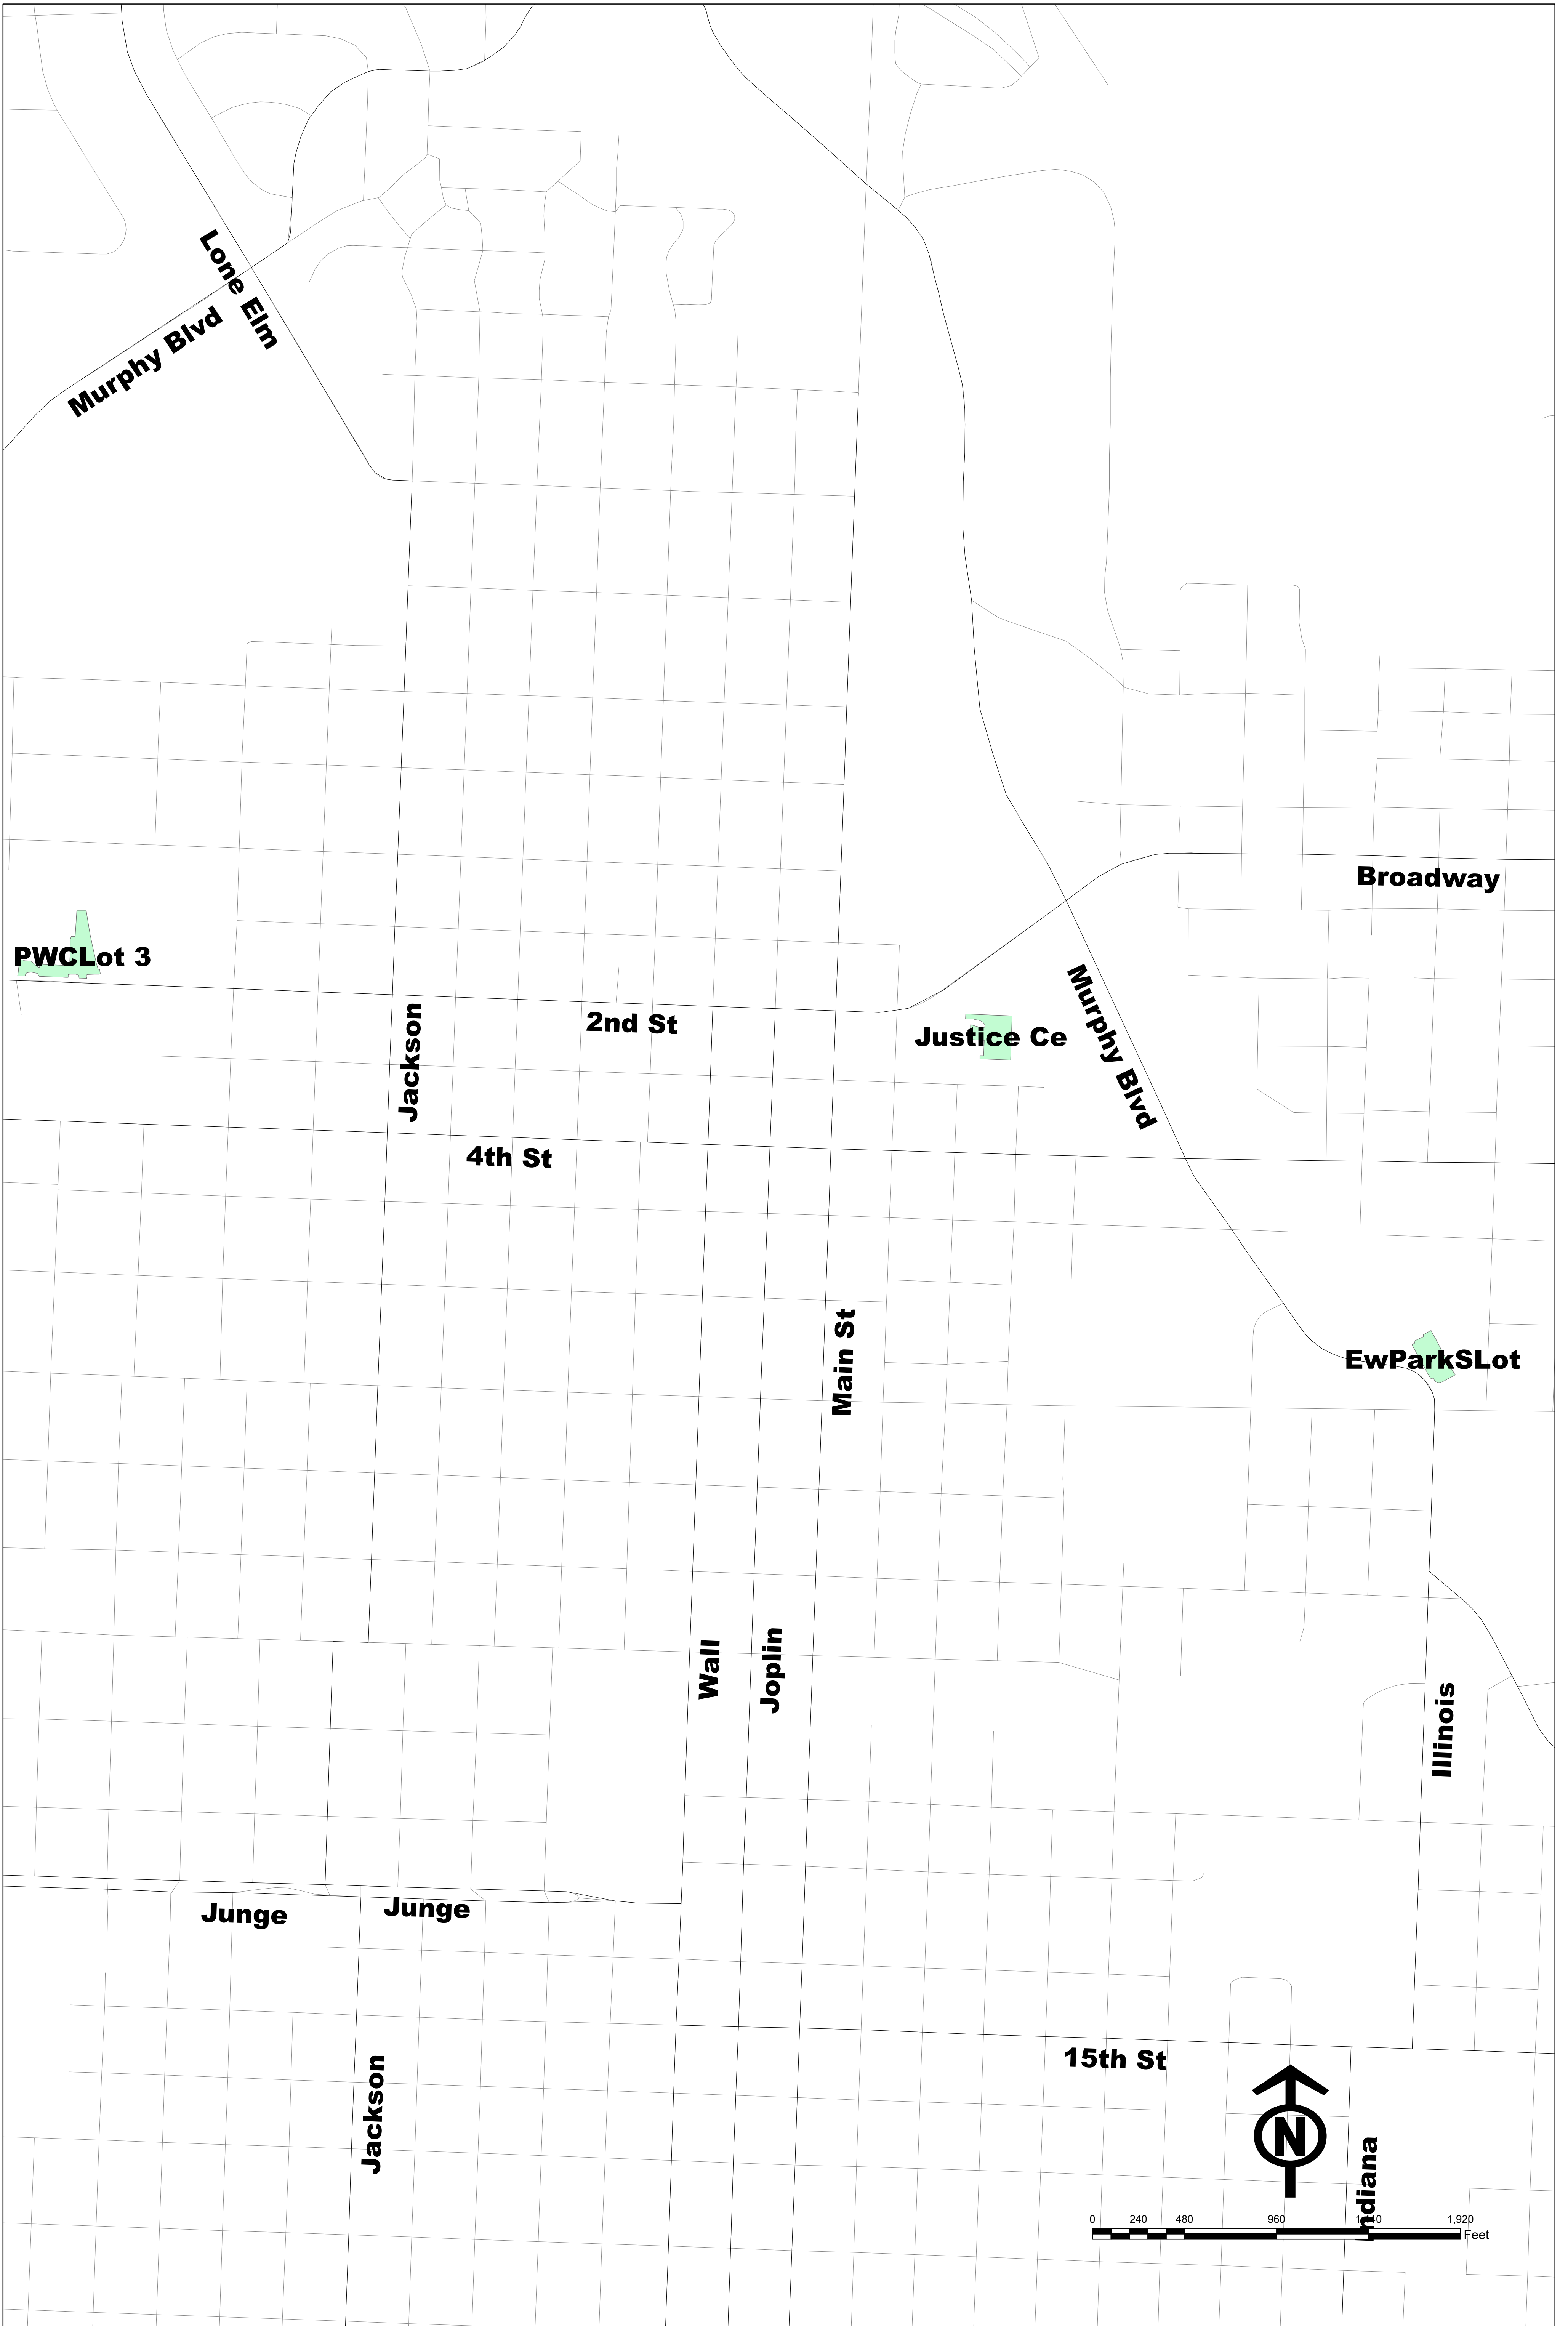 Lone Elm
Murphy Blvd
Broadway
PWCLot 3
2nd St
Justice Ce
Jackson
Murphy Blvd
4th St
Main St
EwParkSLot
Wall
Joplin
Illinois
Junge
Junge
15th St
Jackson
N
ndiana
0 240 480 960 1,920
Feet